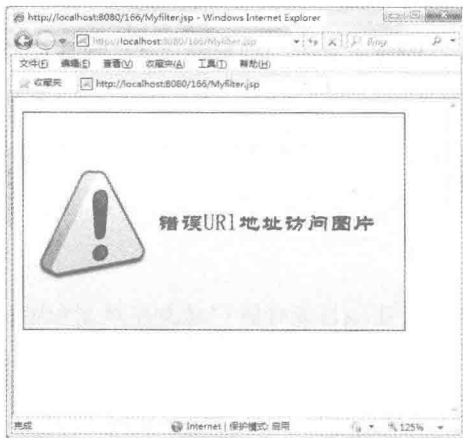 http://localhost:8080/166/Myfilter.jsp - Windows Internet Explorer
http://localhost:8080/166/Myfilter.jsp
Bing
文件(F) 编辑(E) 查看(V) 收藏夹(A) 工具(T) 帮助(H)
收藏夹 http://localhost:8080/166/Myfilter.jsp
错误URl地址访问图片
完成 Internet | 保护模式: 启用 125%